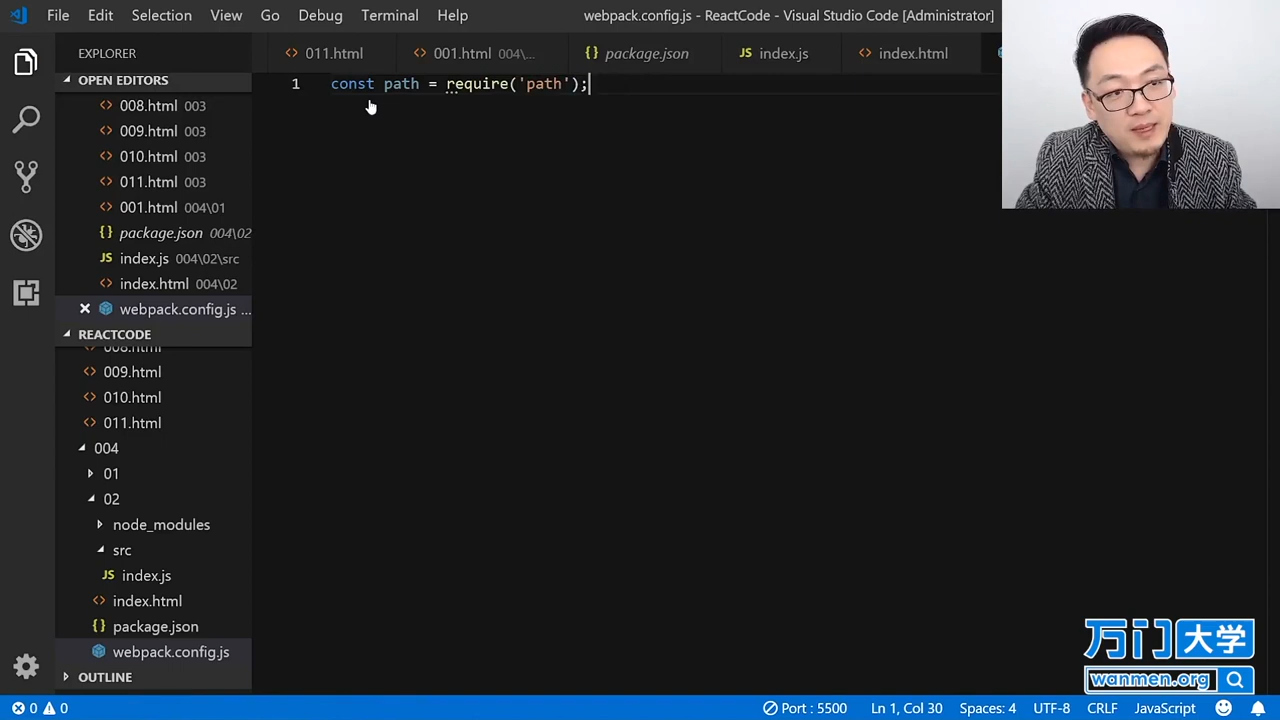 File Edit Selection View Go Debug Terminal Help webpack.config.js - ReactCode - Visual Studio Code [Administrator]
EXPLORER
011.html
001.html 004\...
package.json
index.js
index.html
OPEN EDITORS
008.html 003
009.html 003
010.html 003
011.html 003
001.html 004\01
package.json 004\02
index.js 004\02\src
index.html 004\02
webpack.config.js ...
REACTCODE
008.html
009.html
010.html
011.html
004
01
02
node_modules
src
JS index.js
index.html
package.json
webpack.config.js
OUTLINE
1 const path = require('path');
万门大学
wanmen.org
0 0 Port : 5500 Ln 1, Col 30 Spaces: 4 UTF-8 CRLF JavaScript